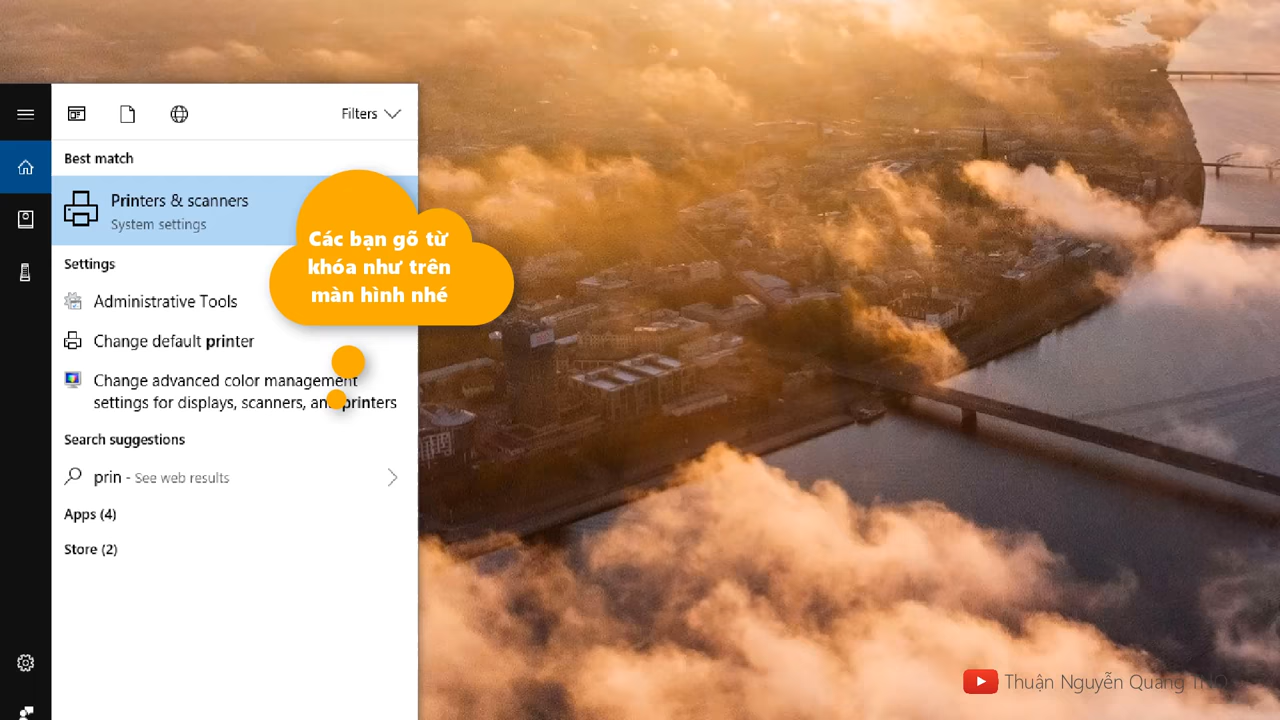 Filters
Best match
Printers & scanners
System settings
Các bạn gõ từ
khóa như trên
màn hình nhé
Settings
Administrative Tools
Change default printer
Change advanced color management
settings for displays, scanners, and printers
Search suggestions
prin - See web results
Apps (4)
Store (2)
Thuận Nguyễn Quang TNQ